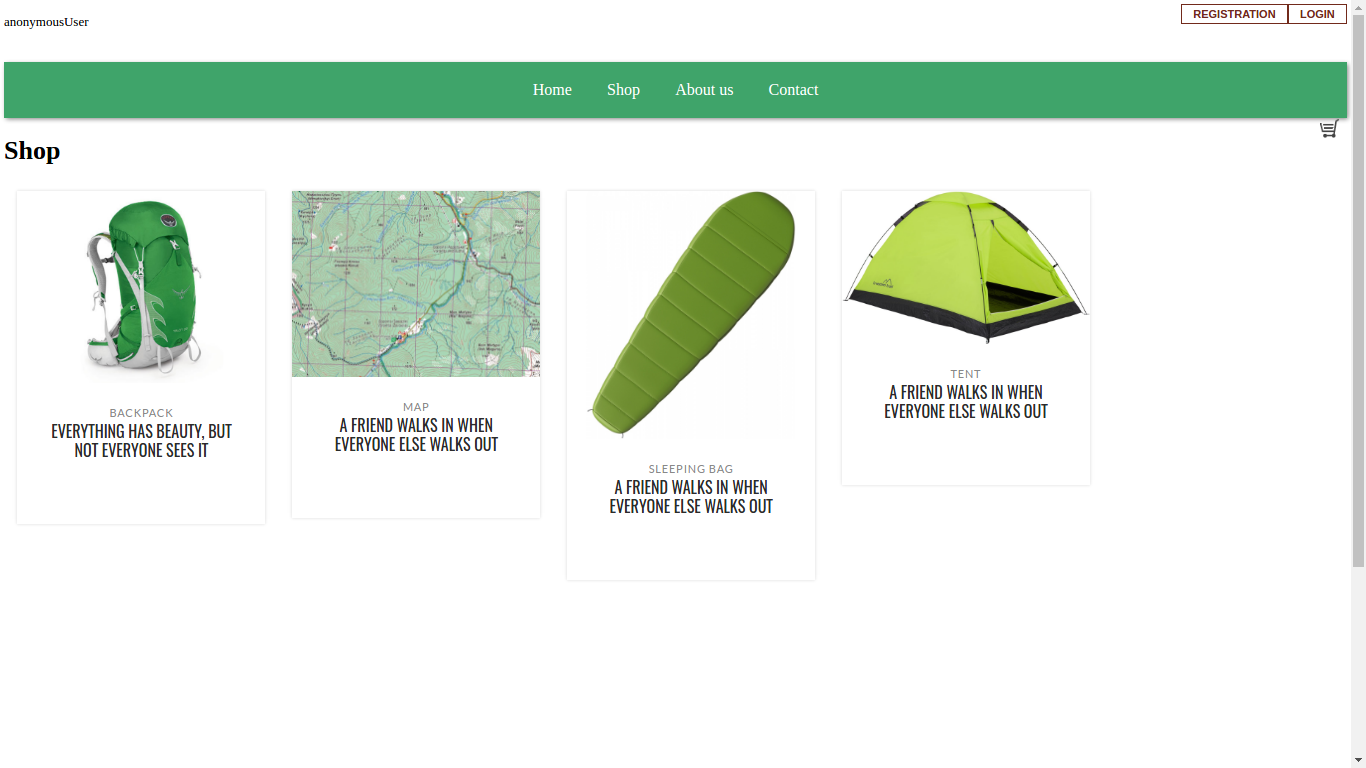 anonymousUser
REGISTRATION
LOGIN
Home
Shop
About us
Contact
Shop
BACKPACK
EVERYTHING HAS BEAUTY, BUT
NOT EVERYONE SEES IT
MAP
A FRIEND WALKS IN WHEN
EVERYONE ELSE WALKS OUT
SLEEPING BAG
A FRIEND WALKS IN WHEN
EVERYONE ELSE WALKS OUT
TENT
A FRIEND WALKS IN WHEN
EVERYONE ELSE WALKS OUT